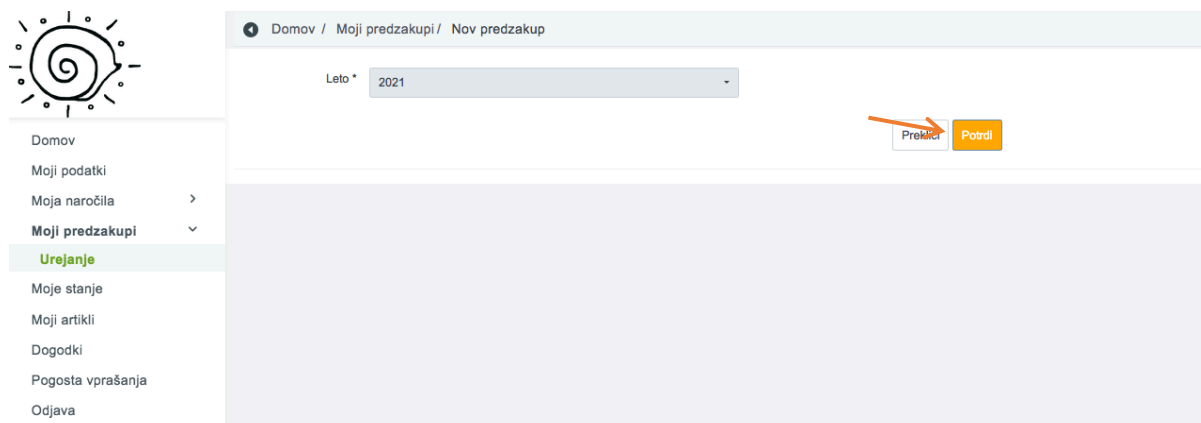 Domov / Moji predzakupi / Nov predzakup
Leto *
2021
Prekliči
Potrdi
Domov
Moji podatki
Moja naročila
Moji predzakupi
Urejanje
Moje stanje
Moji artikli
Dogodki
Pogosta vprašanja
Odjava